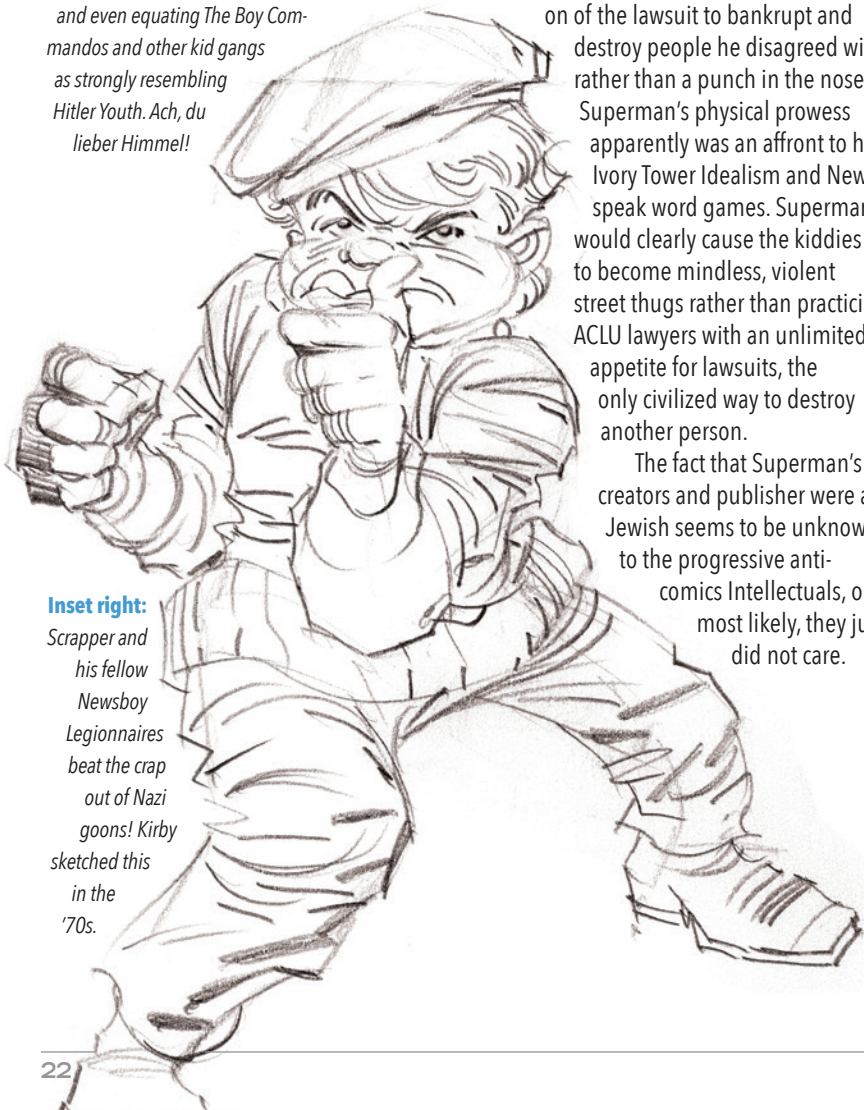 and even equating The Boy Com-
mandos and other kid gangs
as strongly resembling
Hitler Youth. Ach, du
lieber Himmel!
Inset right:
Scrapper and
his fellow
Newsboy
Legionnaires
beat the crap
out of Nazi
goons! Kirby
sketched this
in the
’70s.
on of the lawsuit to bankrupt and
destroy people he disagreed
rather than a punch in the nose
Superman’s physical prowess
apparently was an affront to
Ivory Tower Idealism and New
speak word games.
would clearly cause the kiddies
to become mindless, violent
street thugs rather than
ACLU lawyers with an unlimited
appetite for lawsuits, the
only civilized way to destroy
another person.
The fact that Superman’s
creators and publisher were
Jewish seems to be
to the progressive anti-
comics Intellectuals,
most likely, they
did not care.
22